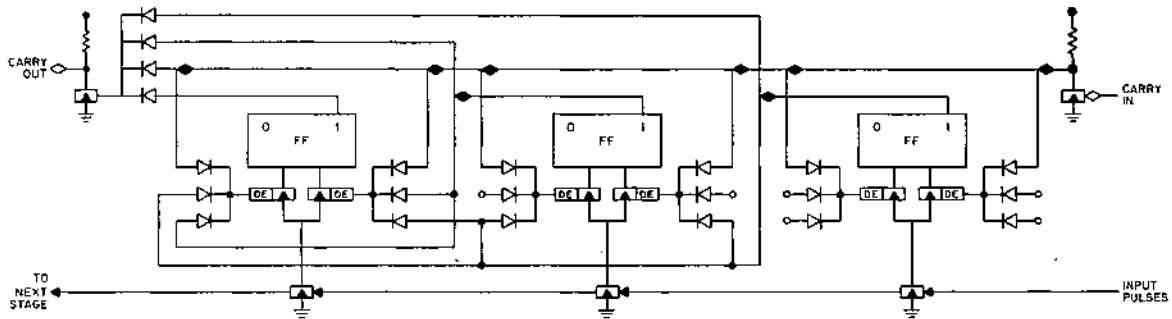 CARRY
OUT
CARRY
IN
0 1
FF
0 1
FF
0 1
FF
DE DE
DE DE
DE DE
TO
NEXT
STAGE
INPUT
PULSES